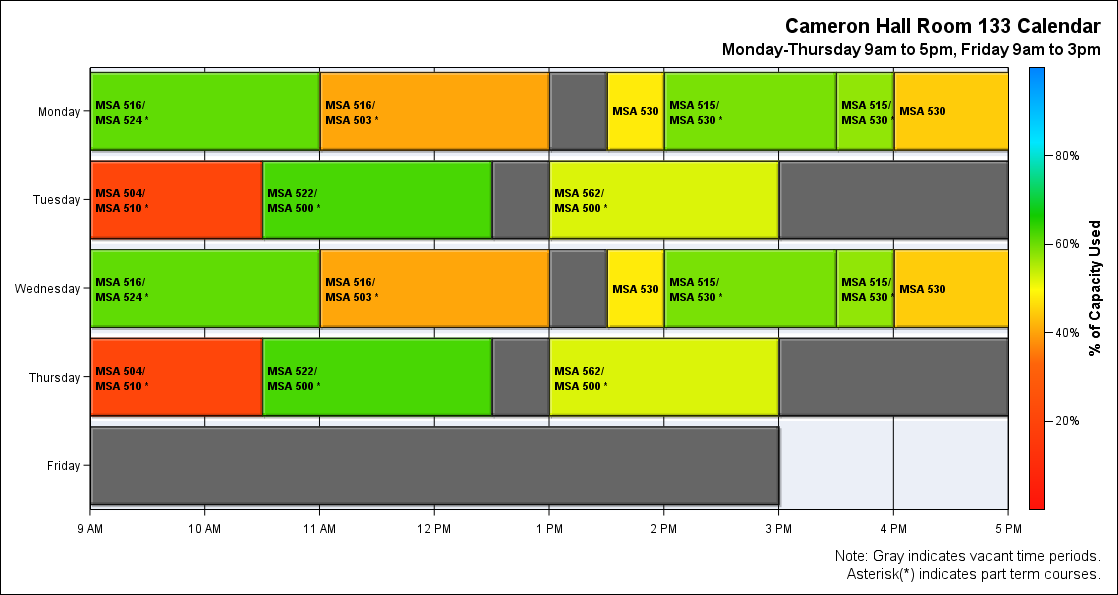 Cameron Hall Room 133 Calendar
Monday-Thursday 9am to 5pm, Friday 9am to 3pm
Monday
MSA 516/
MSA 524 *
MSA 516/
MSA 503 *
MSA 530
MSA 515/
MSA 530 *
MSA 515/
MSA 530 *
MSA 530
Tuesday
MSA 504/
MSA 510 *
MSA 522/
MSA 500 *
MSA 562/
MSA 500 *
Wednesday
MSA 516/
MSA 524 *
MSA 516/
MSA 503 *
MSA 530
MSA 515/
MSA 530 *
MSA 515/
MSA 530 *
MSA 530
Thursday
MSA 504/
MSA 510 *
MSA 522/
MSA 500 *
MSA 562/
MSA 500 *
Friday
9 AM 10 AM 11 AM 12 PM 1 PM 2 PM 3 PM 4 PM 5 PM
80%
60%
40%
20%
% of Capacity Used
Note: Gray indicates vacant time periods.
Asterisk(*) indicates part term courses.